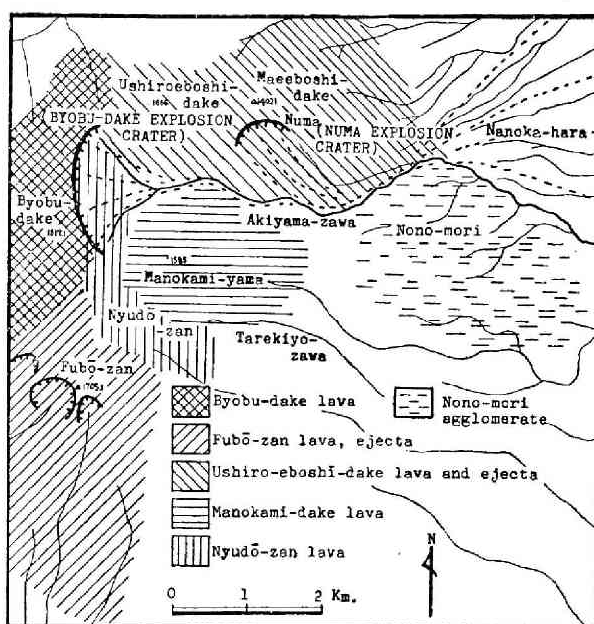 Ushiroeboshi-
dake
Maeeboshi-
dake
(BYOBU-DAKE EXPLOSION
CRATER)
Numa
(NUMA EXPLOSION
CRATER)
Nanoka-hara
Byobu-
dake
Akiyama-zawa
Nono-mori
Manokami-yama
Nyudō
-zan
Tarekiyo-
zawa
Fubō-zan
Byobu-dake lava
Nono-mori
agglomerate
Fubō-zan lava, ejecta
Ushiro-eboshi-dake lava and ejecta
Manokami-dake lava
Nyudō-zan lava
N
0 1 2 Km.